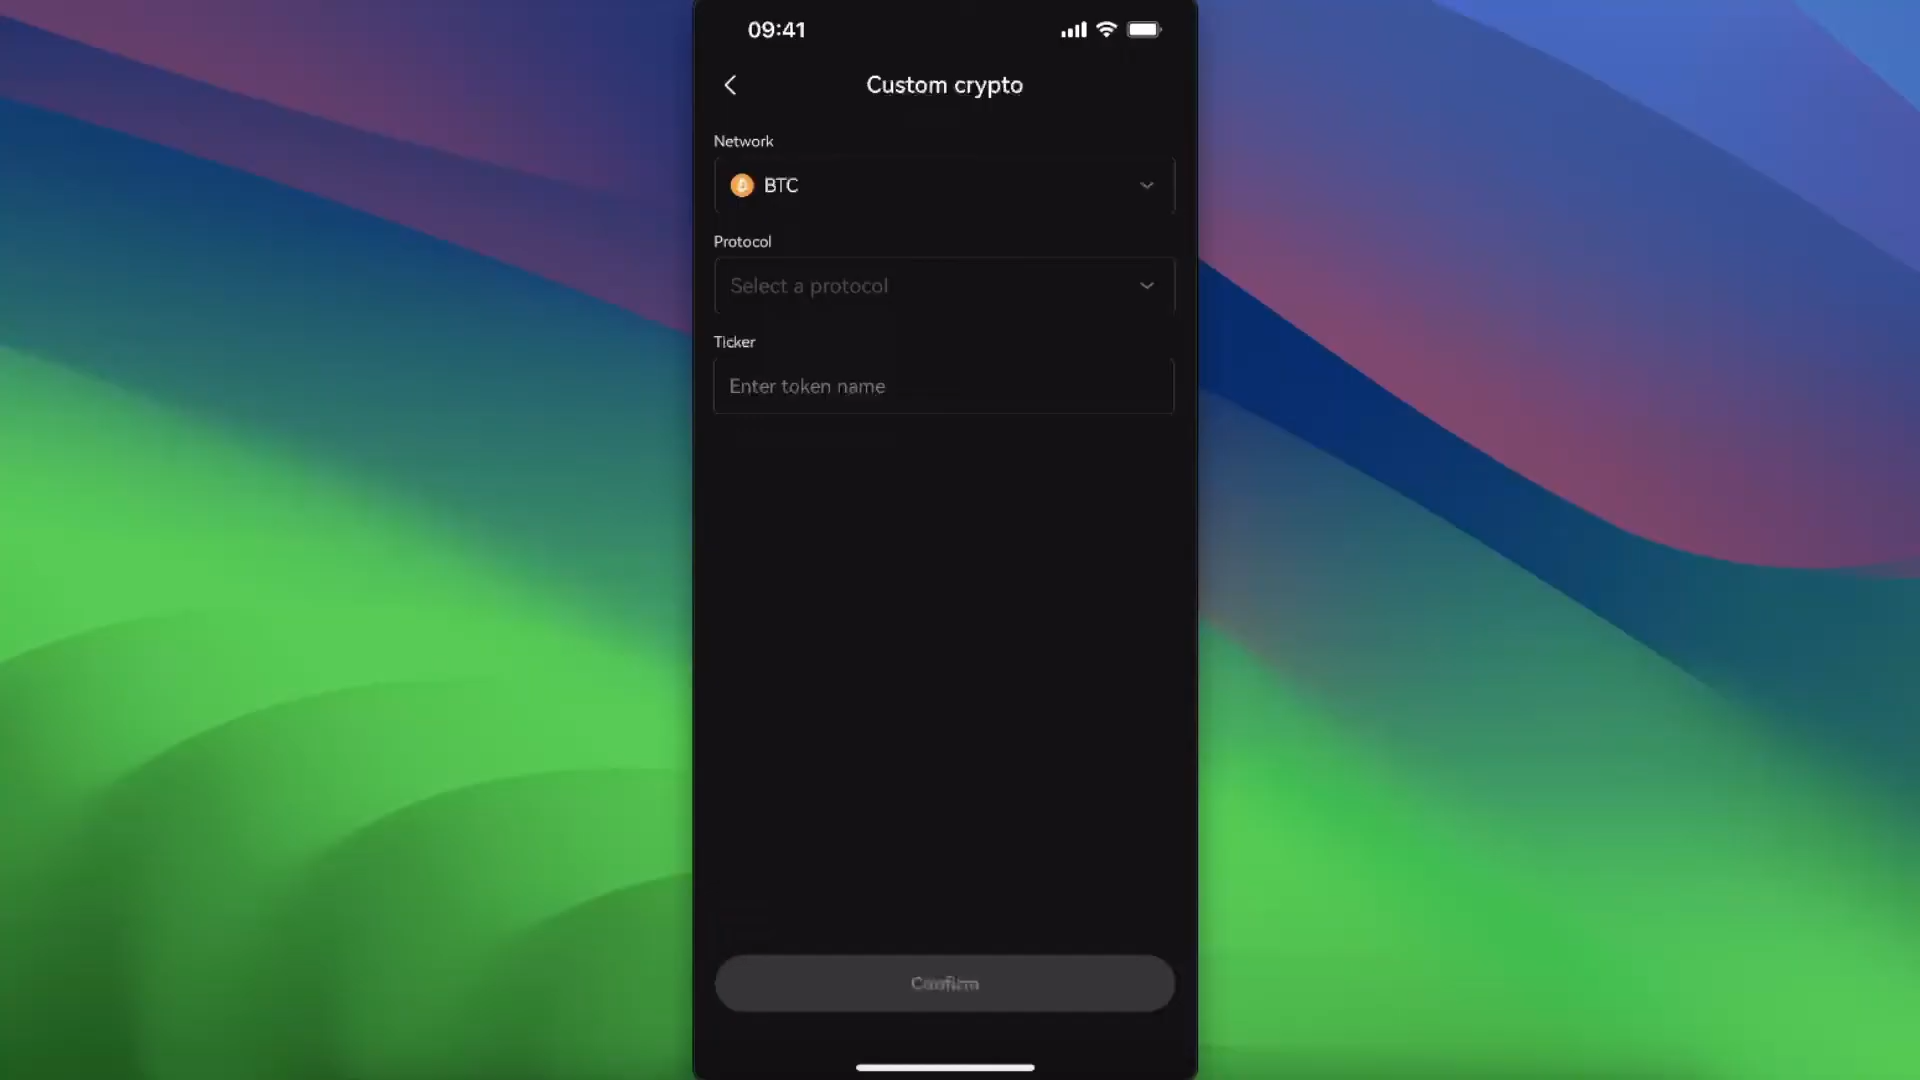 09:41
Custom crypto
Network
BTC
Protocol
Select a protocol
Ticker
Enter token name
Confirm